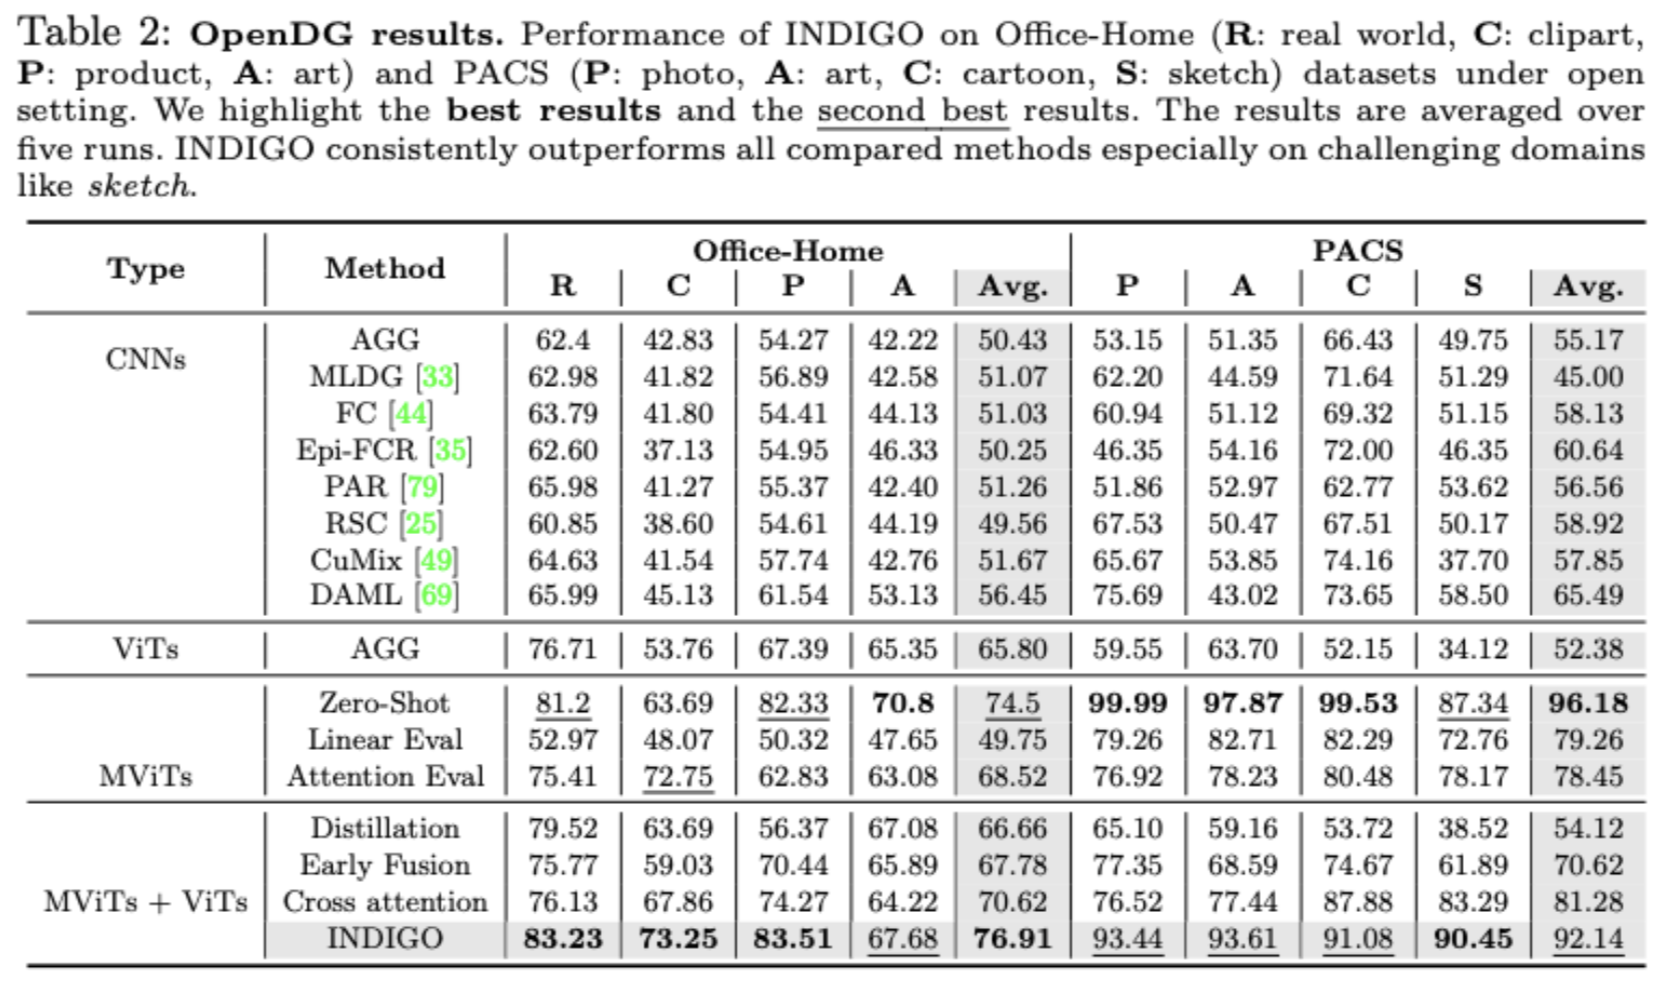 Table 2: OpenDG results. Performance of INDIGO on Office-Home (R: real world, C: clipart,
P: product, A: art) and PACS (P: photo, A: art, C: cartoon, S: sketch) datasets under open
setting. We highlight the best results and the second best results. The results are averaged over
five runs. INDIGO consistently outperforms all compared methods especially on challenging domains
like sketch.
Type Method Office-Home PACS
R C P A Avg. P A C S Avg.
CNNs AGG 62.4 42.83 54.27 42.22 50.43 53.15 51.35 66.43 49.75 55.17
MLDG [33] 62.98 41.82 56.89 42.58 51.07 62.20 44.59 71.64 51.29 45.00
FC [44] 63.79 41.80 54.41 44.13 51.03 60.94 51.12 69.32 51.15 58.13
Epi-FCR [35] 62.60 37.13 54.95 46.33 50.25 46.35 54.16 72.00 46.35 60.64
PAR [79] 65.98 41.27 55.37 42.40 51.26 51.86 52.97 62.77 53.62 56.56
RSC [25] 60.85 38.60 54.61 44.19 49.56 67.53 50.47 67.51 50.17 58.92
CuMix [49] 64.63 41.54 57.74 42.76 51.67 65.67 53.85 74.16 37.70 57.85
DAML [69] 65.99 45.13 61.54 53.13 56.45 75.69 43.02 73.65 58.50 65.49
ViTs AGG 76.71 53.76 67.39 65.35 65.80 59.55 63.70 52.15 34.12 52.38
Zero-Shot 81.2 63.69 82.33 70.8 74.5 99.99 97.87 99.53 87.34 96.18
Linear Eval 52.97 48.07 50.32 47.65 49.75 79.26 82.71 82.29 72.76 79.26
MViTs Attention Eval 75.41 72.75 62.83 63.08 68.52 76.92 78.23 80.48 78.17 78.45
Distillation 79.52 63.69 56.37 67.08 66.66 65.10 59.16 53.72 38.52 54.12
Early Fusion 75.77 59.03 70.44 65.89 67.78 77.35 68.59 74.67 61.89 70.62
MViTs + ViTs Cross attention 76.13 67.86 74.27 64.22 70.62 76.52 77.44 87.88 83.29 81.28
INDIGO 83.23 73.25 83.51 67.68 76.91 93.44 93.61 91.08 90.45 92.14